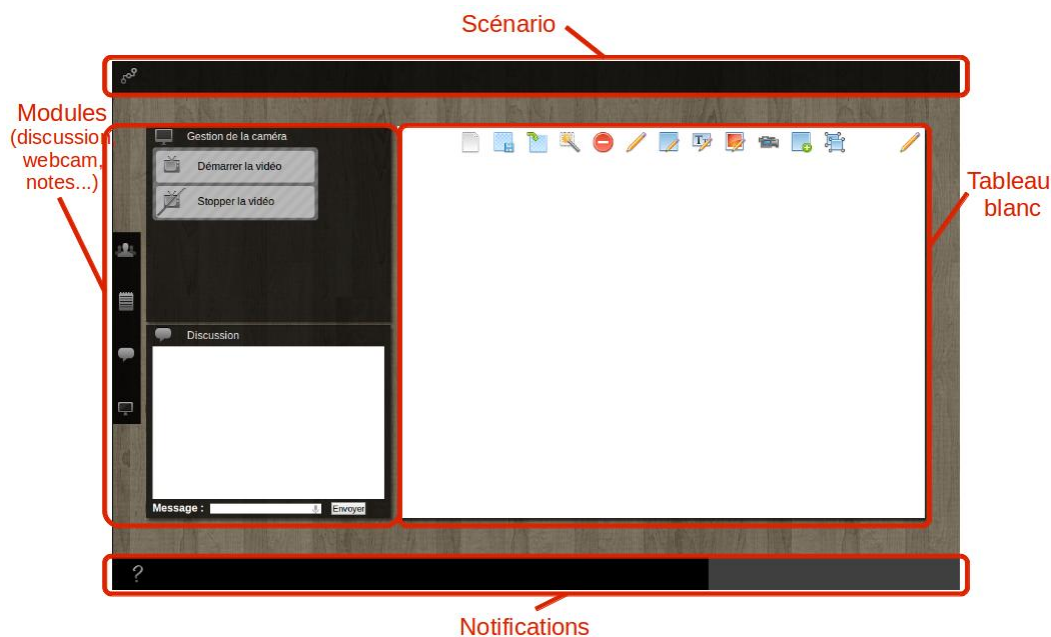 Scénario
Modules
(discussion
webcam,
notes...)
Gestion de la caméra
Démarrer la vidéo
Stopper la vidéo
Tableau
blanc
Discussion
Message :
Envoyer
?
Notifications